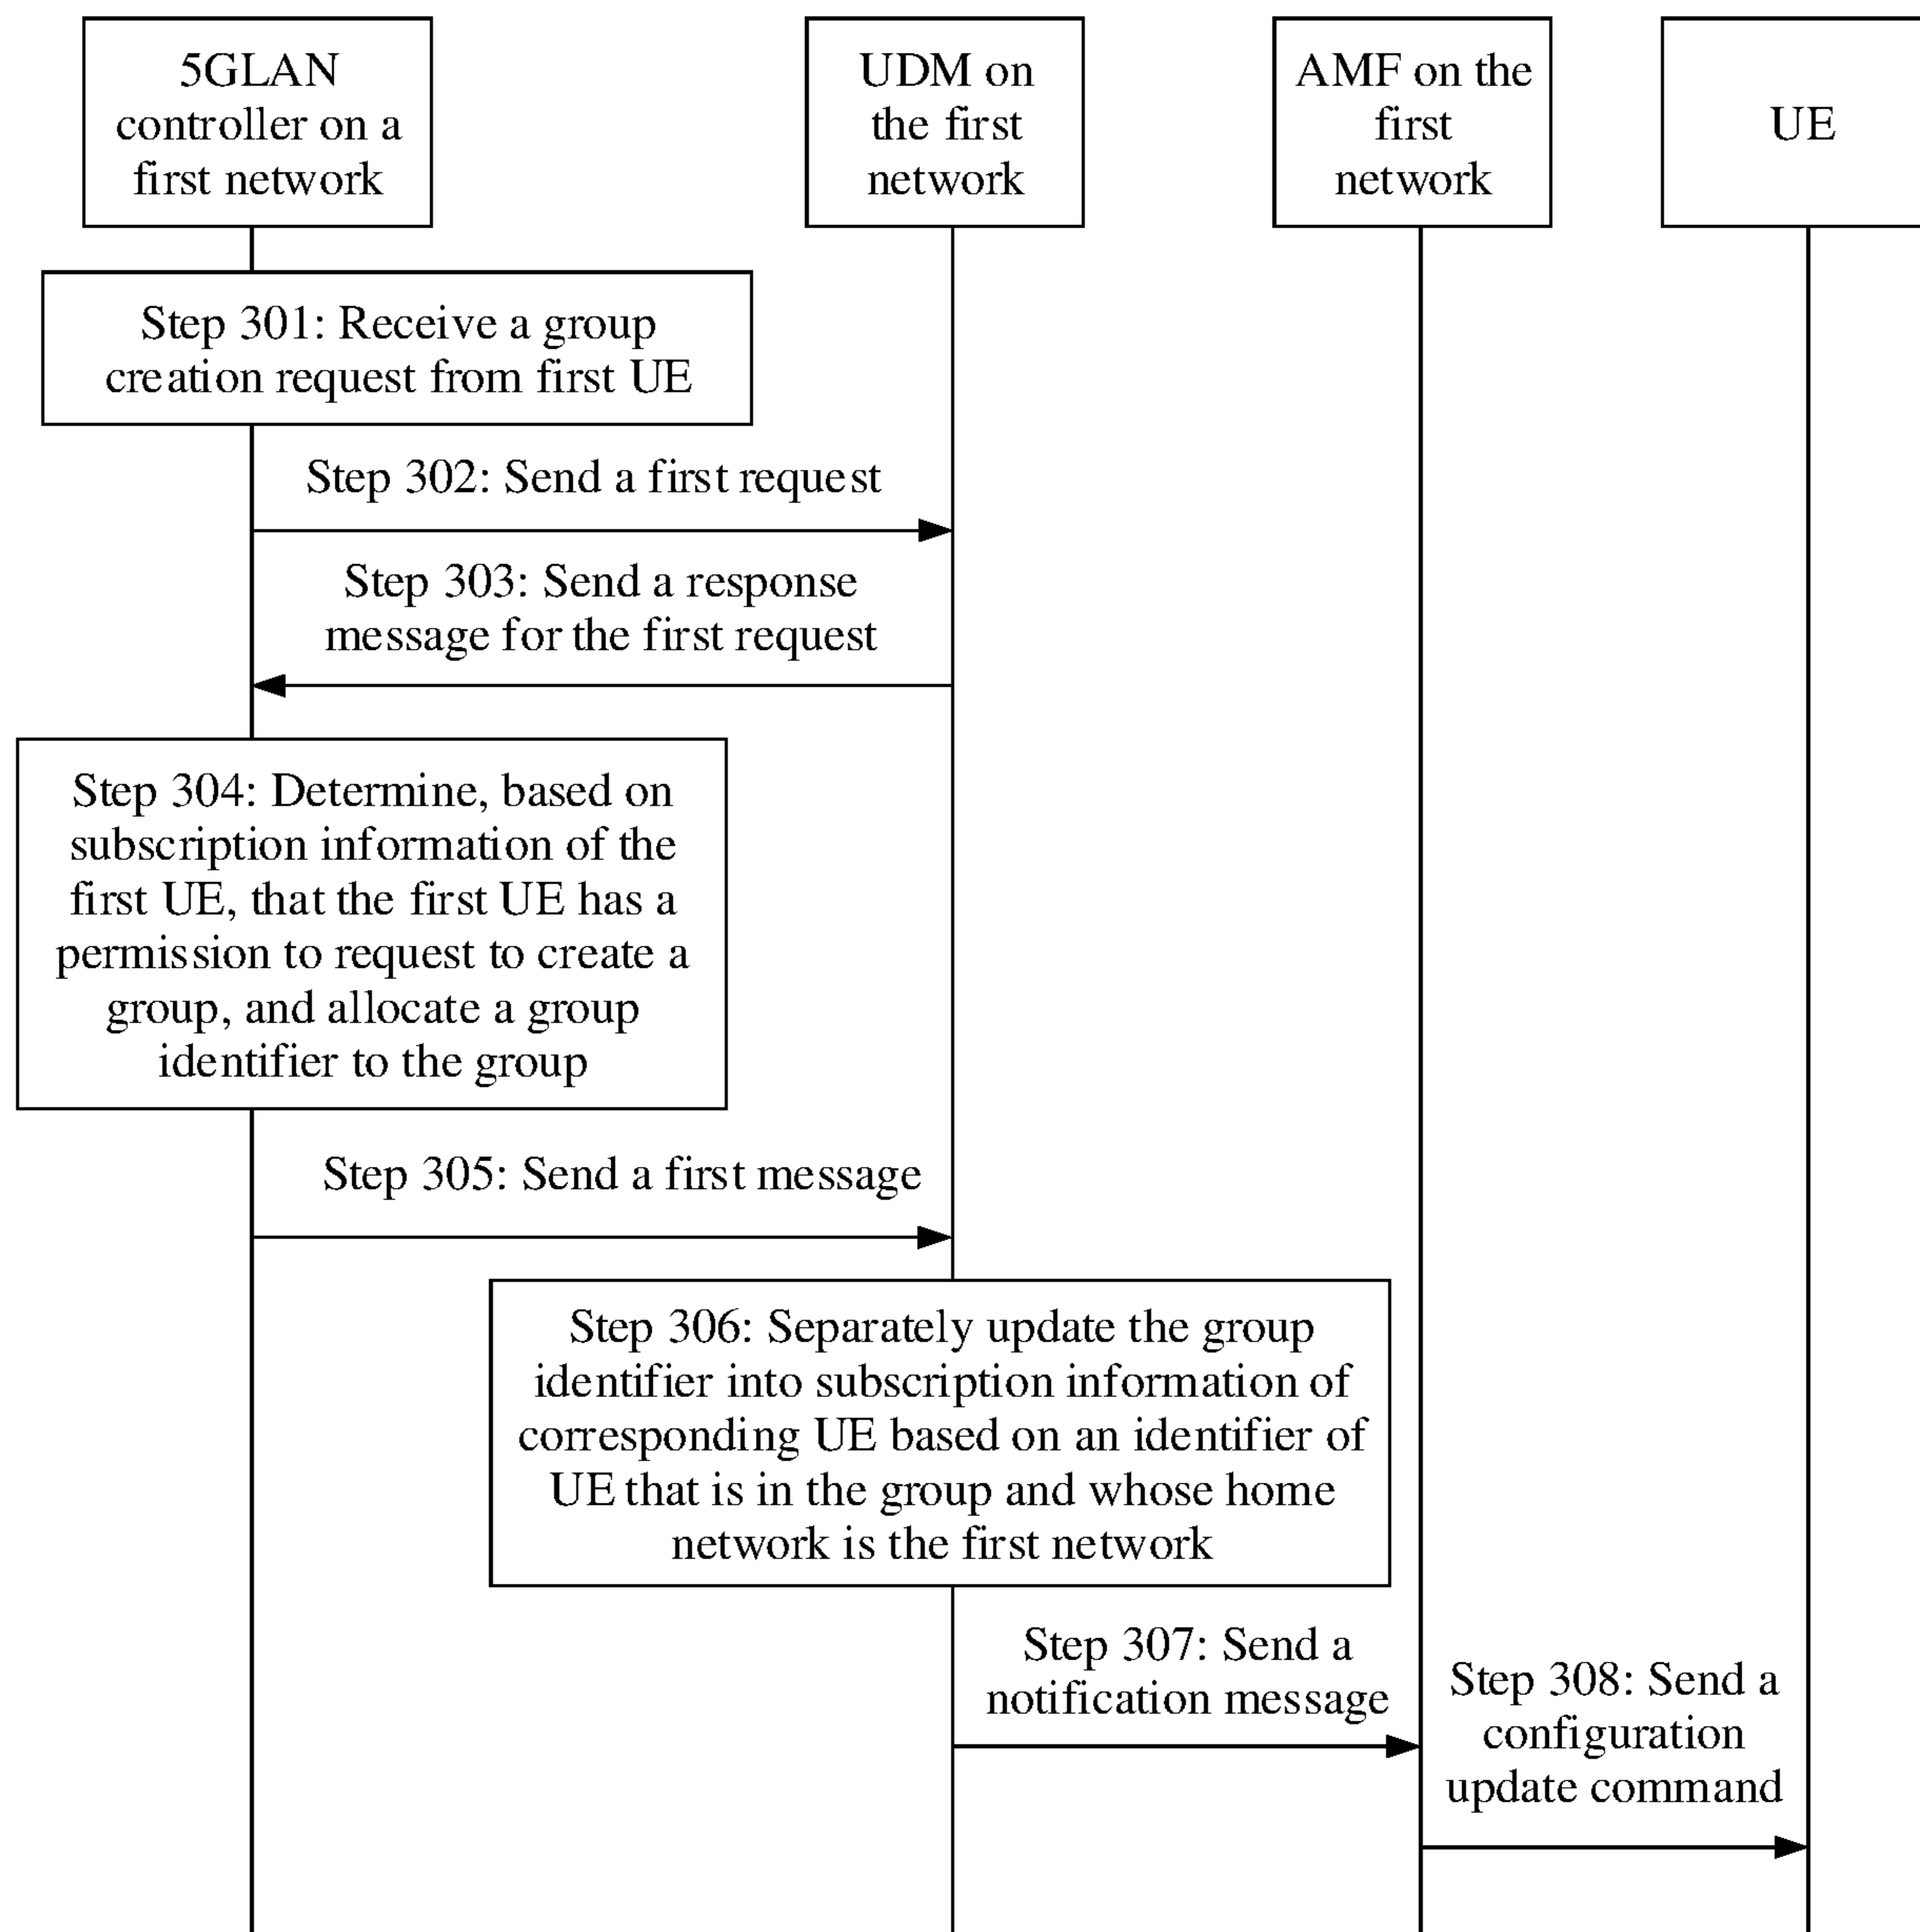 5GLAN
controller on a
first network
UDM on
the first
network
AMF on the
first
network
UE
Step 301: Receive a group
creation request from first UE
Step 302: Send a first request
Step 303: Send a response
message for the first request
Step 304: Determine, based on
subscription information of the
first UE, that the first UE has a
permission to request to create a
group, and allocate a group
identifier to the group
Step 305: Send a first message
Step 306: Separately update the group
identifier into subscription information of
corresponding UE based on an identifier of
UE that is in the group and whose home
network is the first network
Step 307: Send a
notification message
Step 308: Send a
configuration
update command